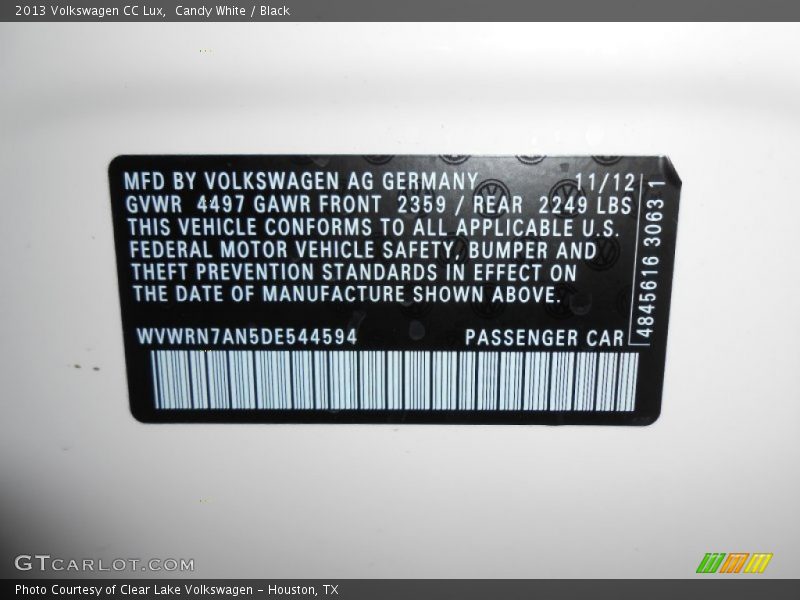 2013 Volkswagen CC Lux,  Candy White / Black
MFD BY VOLKSWAGEN AG GERMANY 11/12
GVWR 4497 GAWR FRONT 2359 / REAR 2249 LBS
THIS VEHICLE CONFORMS TO ALL APPLICABLE U.S.
FEDERAL MOTOR VEHICLE SAFETY, BUMPER AND
THEFT PREVENTION STANDARDS IN EFFECT ON
THE DATE OF MANUFACTURE SHOWN ABOVE.
WVWRN7AN5DE544594 PASSENGER CAR
4845616 3063 1
GTCARLOT.COM
Photo Courtesy of Clear Lake Volkswagen - Houston, TX